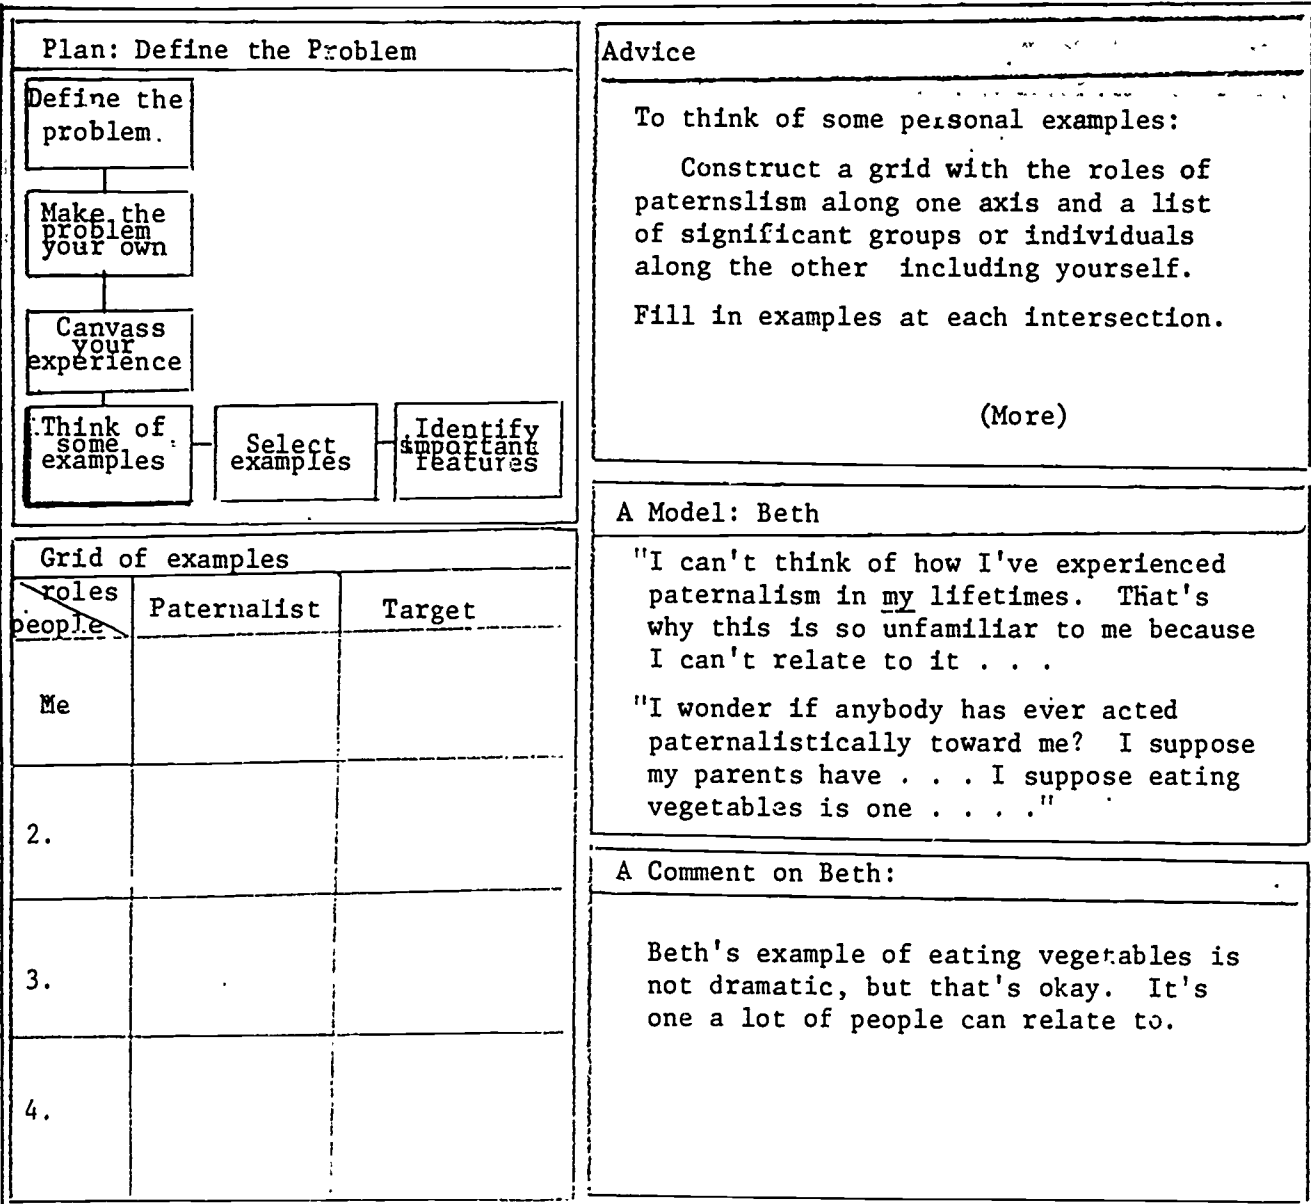 Plan: Define the Problem
Define the
problem.
Make the
problem
your own
Canvass
your
experience
Think of
some
examples
Select
examples
Identify
important
features
Grid of examples
roles
people
Paternalist
Target
Me
2.
3.
4.
Advice
To think of some personal examples:
Construct a grid with the roles of
paternslism along one axis and a list
of significant groups or individuals
along the other including yourself.
Fill in examples at each intersection.
(More)
A Model: Beth
"I can't think of how I've experienced
paternalism in my lifetimes. That's
why this is so unfamiliar to me because
I can't relate to it . . .
"I wonder if anybody has ever acted
paternalistically toward me? I suppose
my parents have . . . I suppose eating
vegetables is one . . . ."
A Comment on Beth:
Beth's example of eating vegetables is
not dramatic, but that's okay. It's
one a lot of people can relate to.